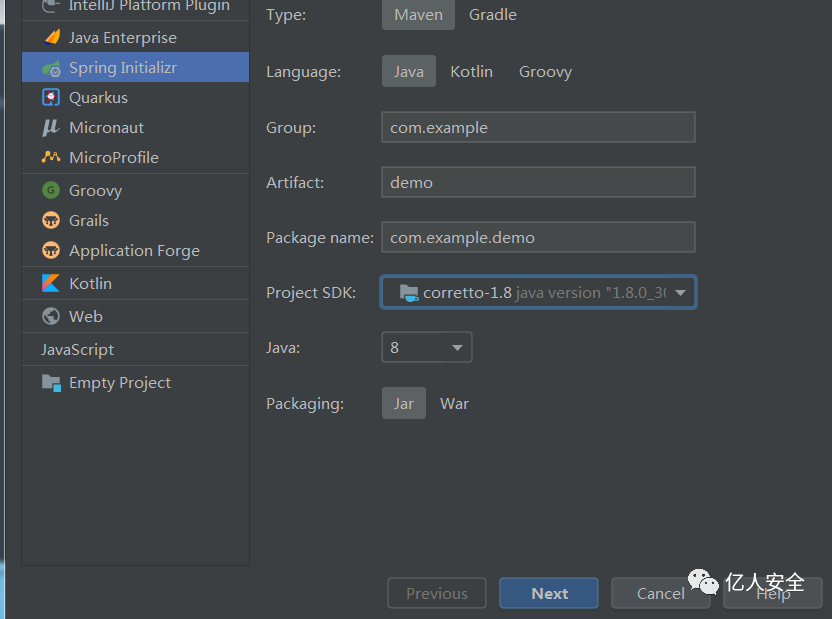 IntelliJ Platform Plugin
Java Enterprise
Spring Initializr
Quarkus
Micronaut
MicroProfile
Groovy
Grails
Application Forge
Kotlin
Web
JavaScript
Empty Project
Type: Maven Gradle
Language: Java Kotlin Groovy
Group: com.example
Artifact: demo
Package name: com.example.demo
Project SDK: corretto-1.8 java version "1.8.0_30
Java: 8
Packaging: Jar War
Previous Next Cancel Help
亿人安全